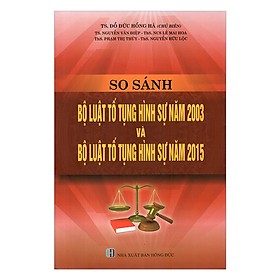 TS. ĐỖ ĐỨC HỒNG HÀ (CHỦ BIÊN)
TS. NGUYỄN VĂN ĐIỆP - ThS. NCS LÊ MAI HOA
ThS. PHẠM THỊ THÚY - ThS. NGUYỄN HỮU LỘC
SO SÁNH
BỘ LUẬT TỐ TỤNG HÌNH SỰ NĂM 2003
VÀ
BỘ LUẬT TỐ TỤNG HÌNH SỰ NĂM 2015
NHÀ XUẤT BẢN HỒNG ĐỨC